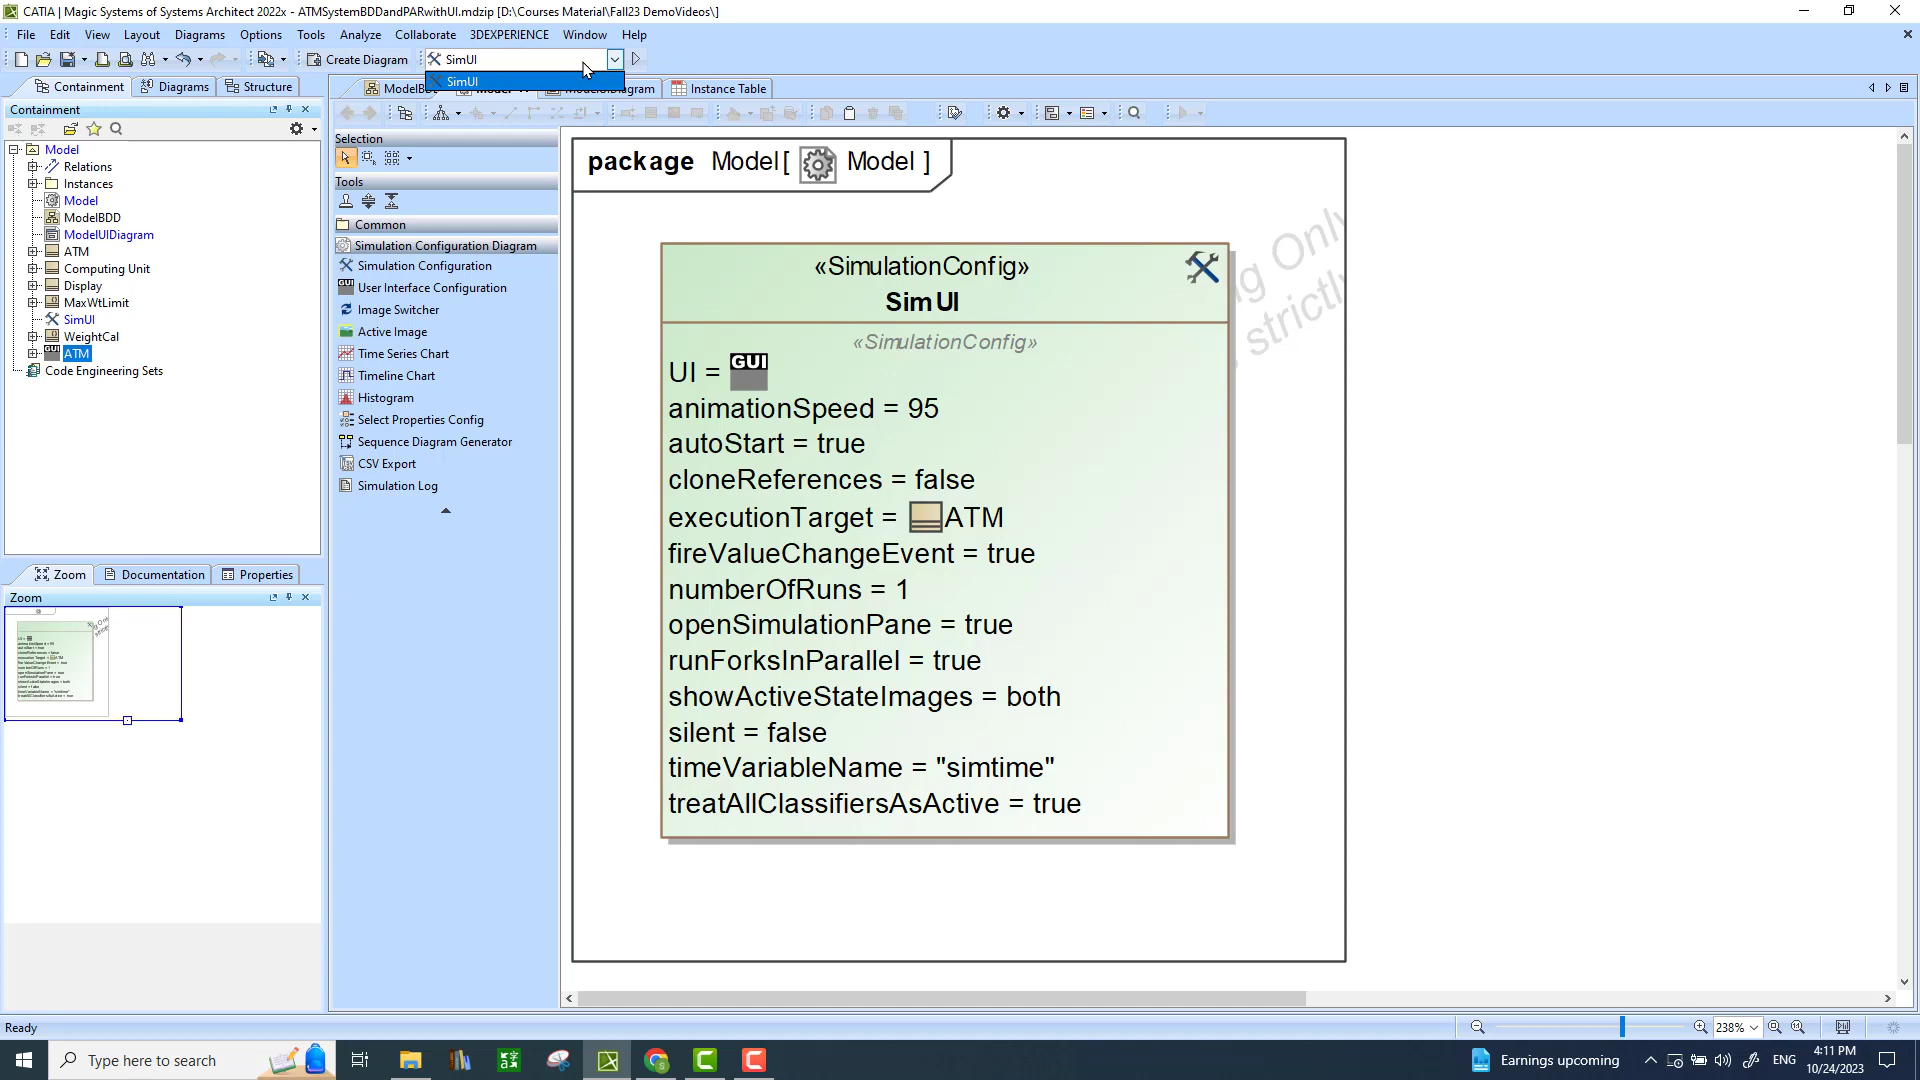 CATIA | Magic Systems of Systems Architect 2022x - ATMSystemBDDandPARwithUI.mdzip [D:\Courses Material\Fall23 DemoVideos\]
File Edit View Layout Diagrams Options Tools Analyze Collaborate 3DEXPERIENCE Window Help
Create Diagram SimUI
SimUI
Containment Diagrams Structure
Instance Table
Containment
Model
Relations
Instances
Model
ModelBDD
ModelUIDiagram
ATM
Computing Unit
Display
MaxWtLimit
SimUI
WeightCal
GUI ATM
Code Engineering Sets
Zoom Documentation Properties
Zoom
Selection
Tools
Common
Simulation Configuration Diagram
Simulation Configuration
GUI User Interface Configuration
Image Switcher
Active Image
Time Series Chart
Timeline Chart
Histogram
Select Properties Config
Sequence Diagram Generator
CSV Export
Simulation Log
package Model[ Model ]
«SimulationConfig»
SimUI
«SimulationConfig»
UI = GUI
animationSpeed = 95
autoStart = true
cloneReferences = false
executionTarget = ATM
fireValueChangeEvent = true
numberOfRuns = 1
openSimulationPane = true
runForksInParallel = true
showActiveStateImages = both
silent = false
timeVariableName = "simtime"
treatAllClassifiersAsActive = true
Only
strictly
Ready
238%
Type here to search
Earnings upcoming
ENG
4:11 PM
10/24/2023